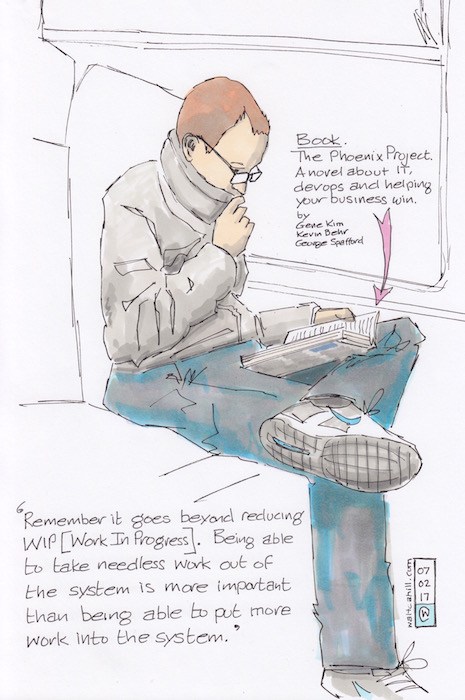 Book.
The Phoenix Project.
A novel about IT,
devops and helping
your business win.
by
Gene Kim
Kevin Behr
George Spafford
"Remember it goes beyond reducing
WIP [Work In Progress]. Being able
to take needless work out of
the system is more important
than being able to put more
work into the system."
waltcahill.com
07
02
17
W